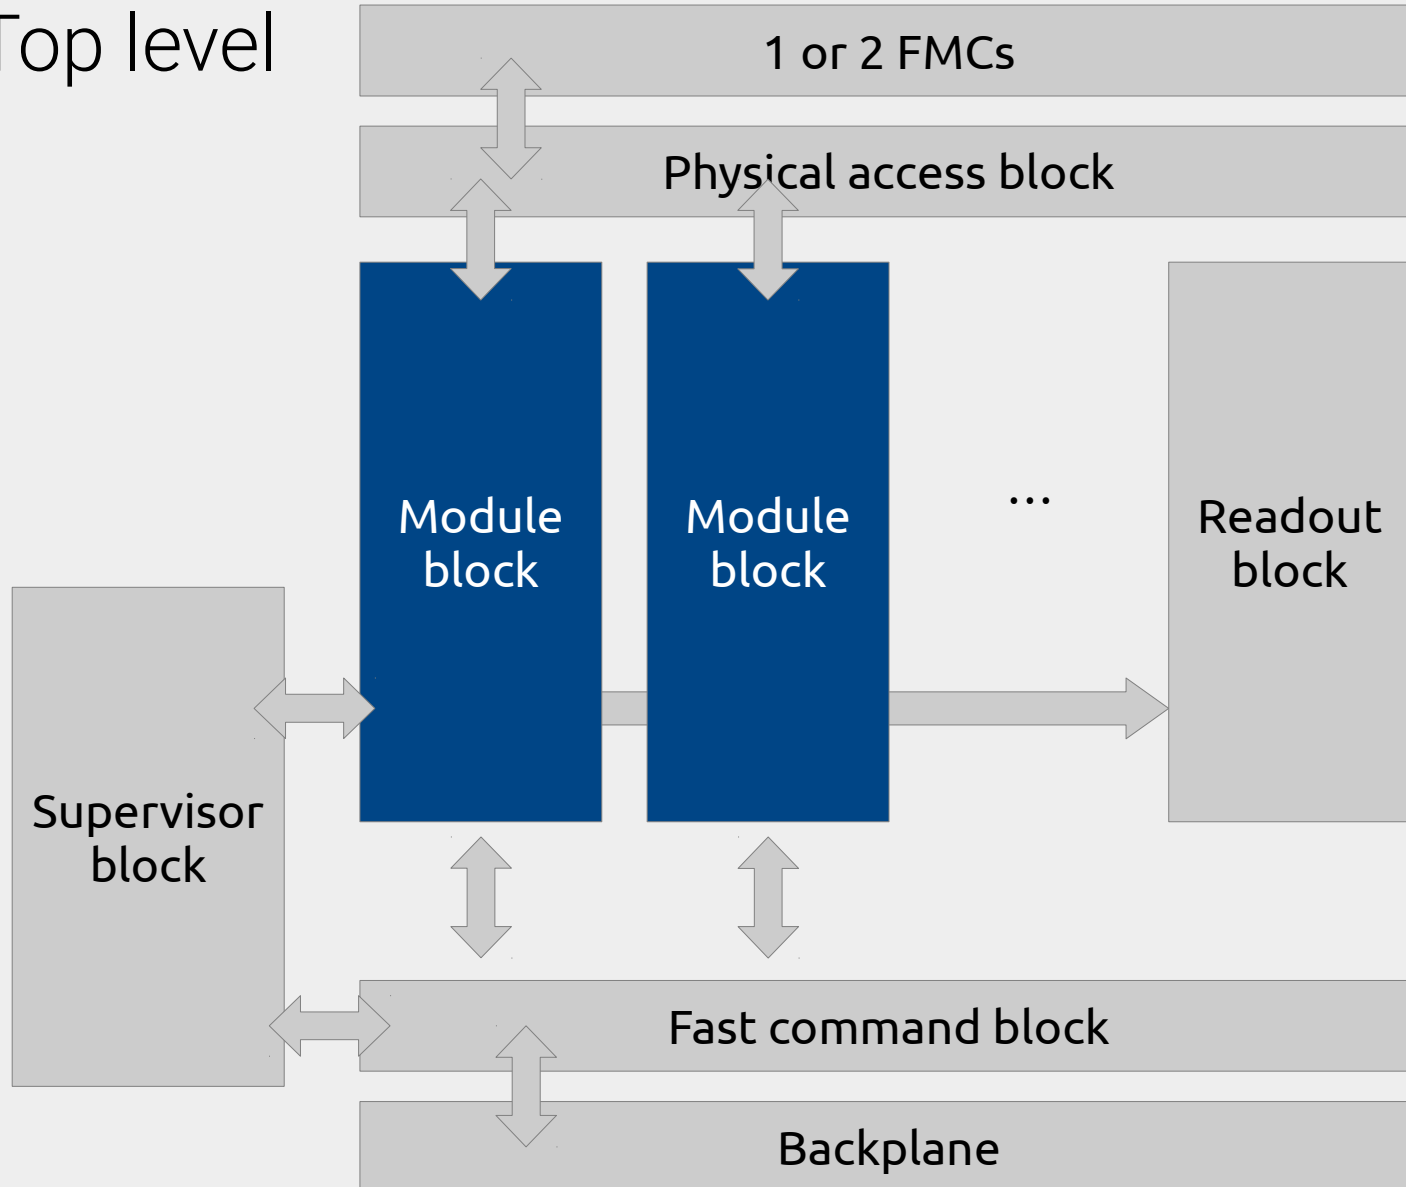 Top level
1 or 2 FMCs
Physical access block
Module
block
Module
block
...
Readout
block
Supervisor
block
Fast command block
Backplane